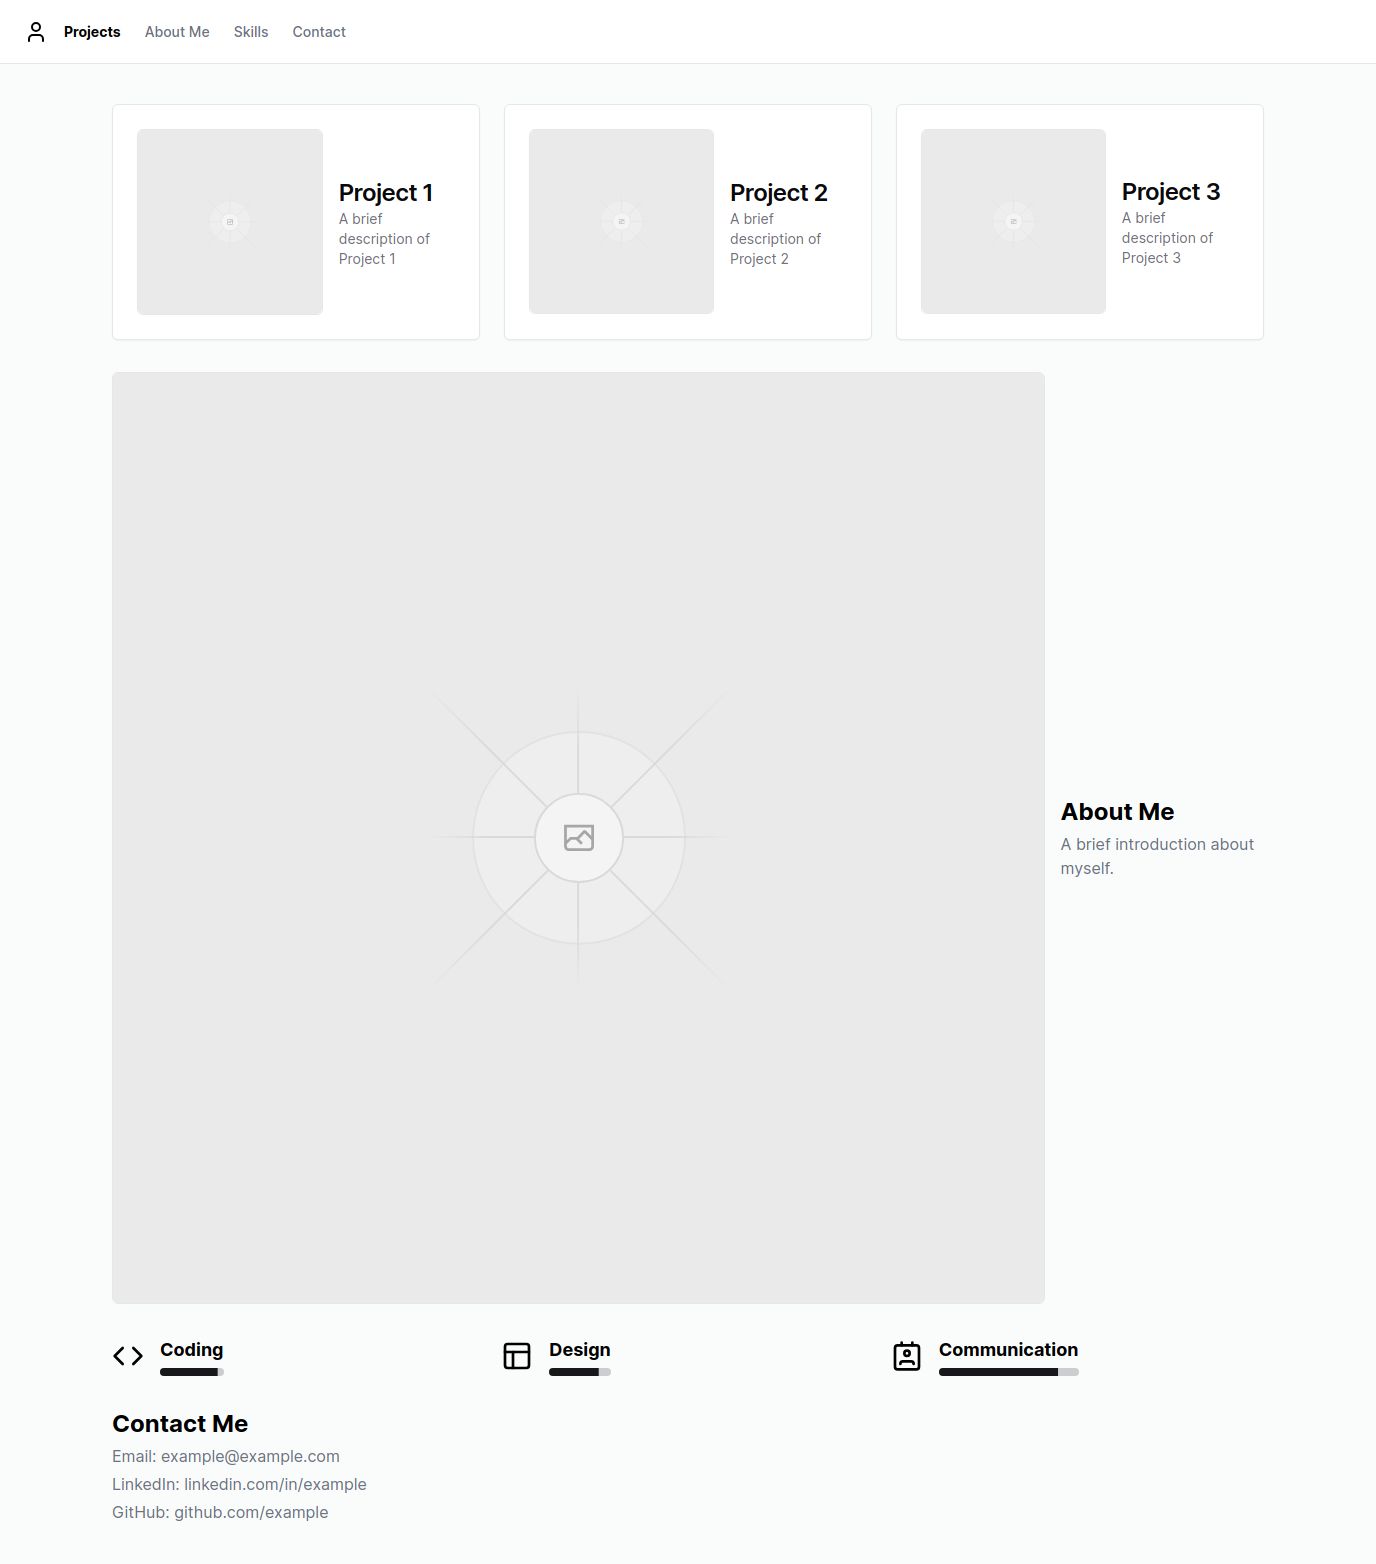 Projects About Me Skills Contact
Project 1
A brief
description of
Project 1
Project 2
A brief
description of
Project 2
Project 3
A brief
description of
Project 3
About Me
A brief introduction about
myself.
Coding
Design
Communication
Contact Me
Email: example@example.com
LinkedIn: linkedin.com/in/example
GitHub: github.com/example